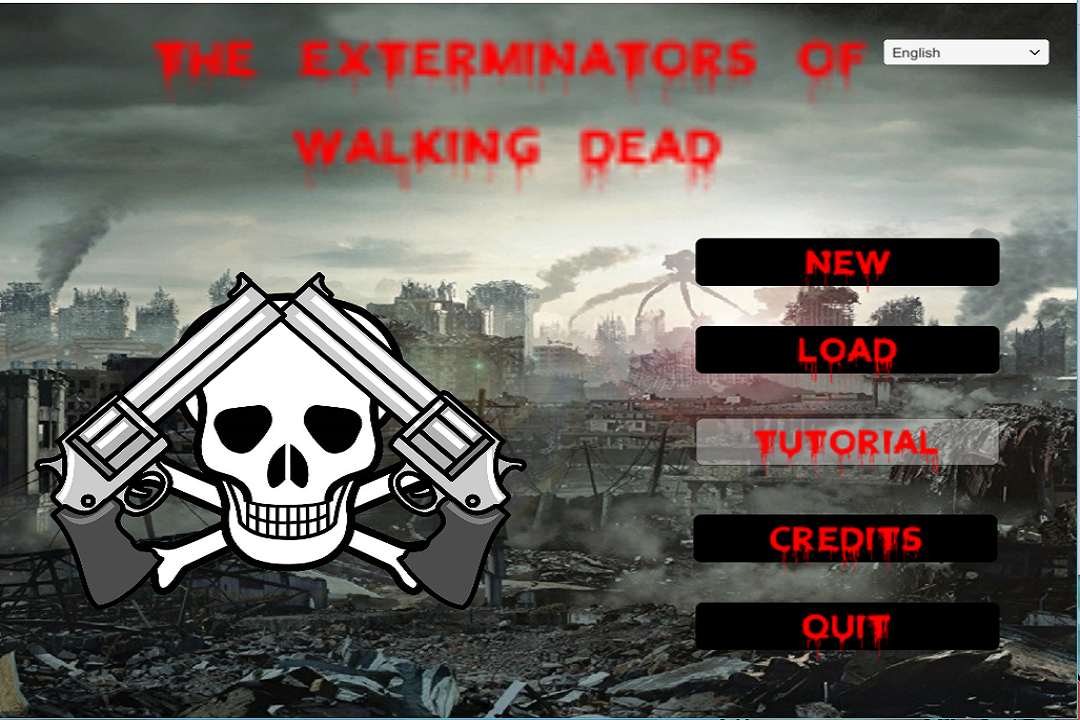 THE EXTERMINATORS OF
WALKING DEAD
English
NEW
LOAD
TUTORIAL
CREDITS
QUIT